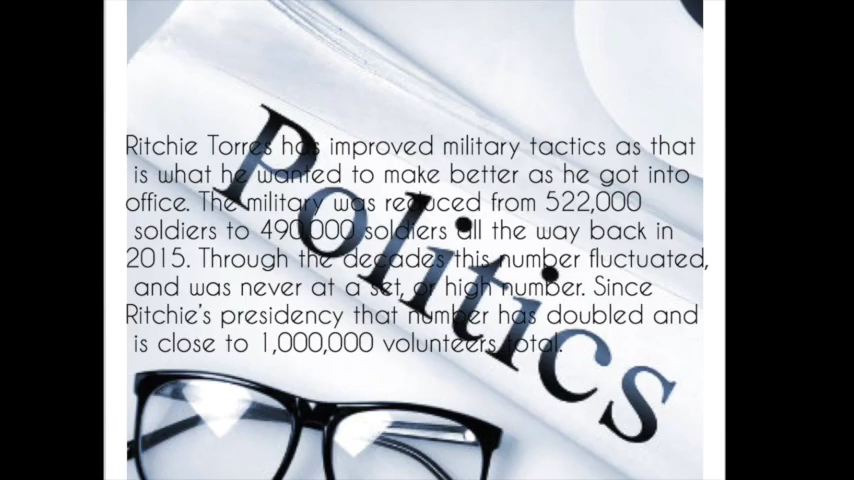 Ritchie Torres has improved military tactics as that
is what he wanted to make better as he got into
office. The military was reduced from 522,000
soldiers to 490,000 soldiers all the way back in
2015. Through the decades this number fluctuated,
and was never at a set, or high number. Since
Ritchie's presidency that number has doubled and
is close to 1,000,000 volunteers total.
Politics